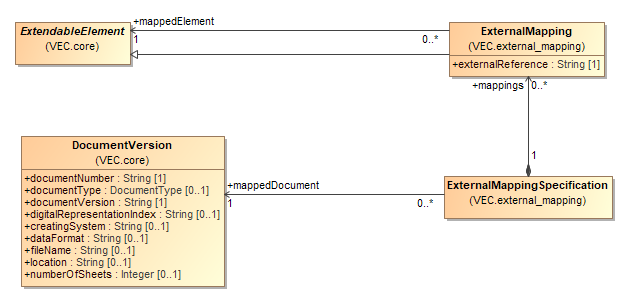 ExtendableElement
(VEC.core)
+mappedElement
1
0..*
ExternalMapping
(VEC.external_mapping)
+externalReference : String [1]
+mappings
0..*
1
DocumentVersion
(VEC.core)
+documentNumber : String [1]
+documentType : DocumentType [0..1]
+documentVersion : String [1]
+digitalRepresentationIndex : String [0..1]
+creatingSystem : String [0..1]
+dataFormat : String [0..1]
+fileName : String [0..1]
+location : String [0..1]
+numberOfSheets : Integer [0..1]
+mappedDocument
1
0..*
ExternalMappingSpecification
(VEC.external_mapping)